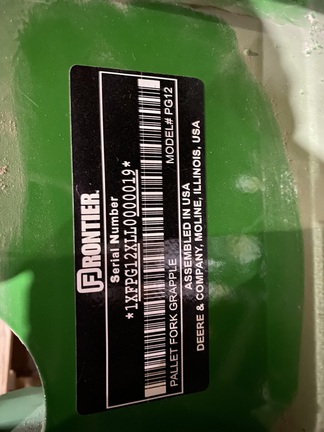 FRONTIER.
Serial Number
*1XFPG12XLL0000019*
PALLET FORK GRAPPLE MODEL# PG12
ASSEMBLED IN USA
DEERE & COMPANY, MOLINE, ILLINOIS, USA